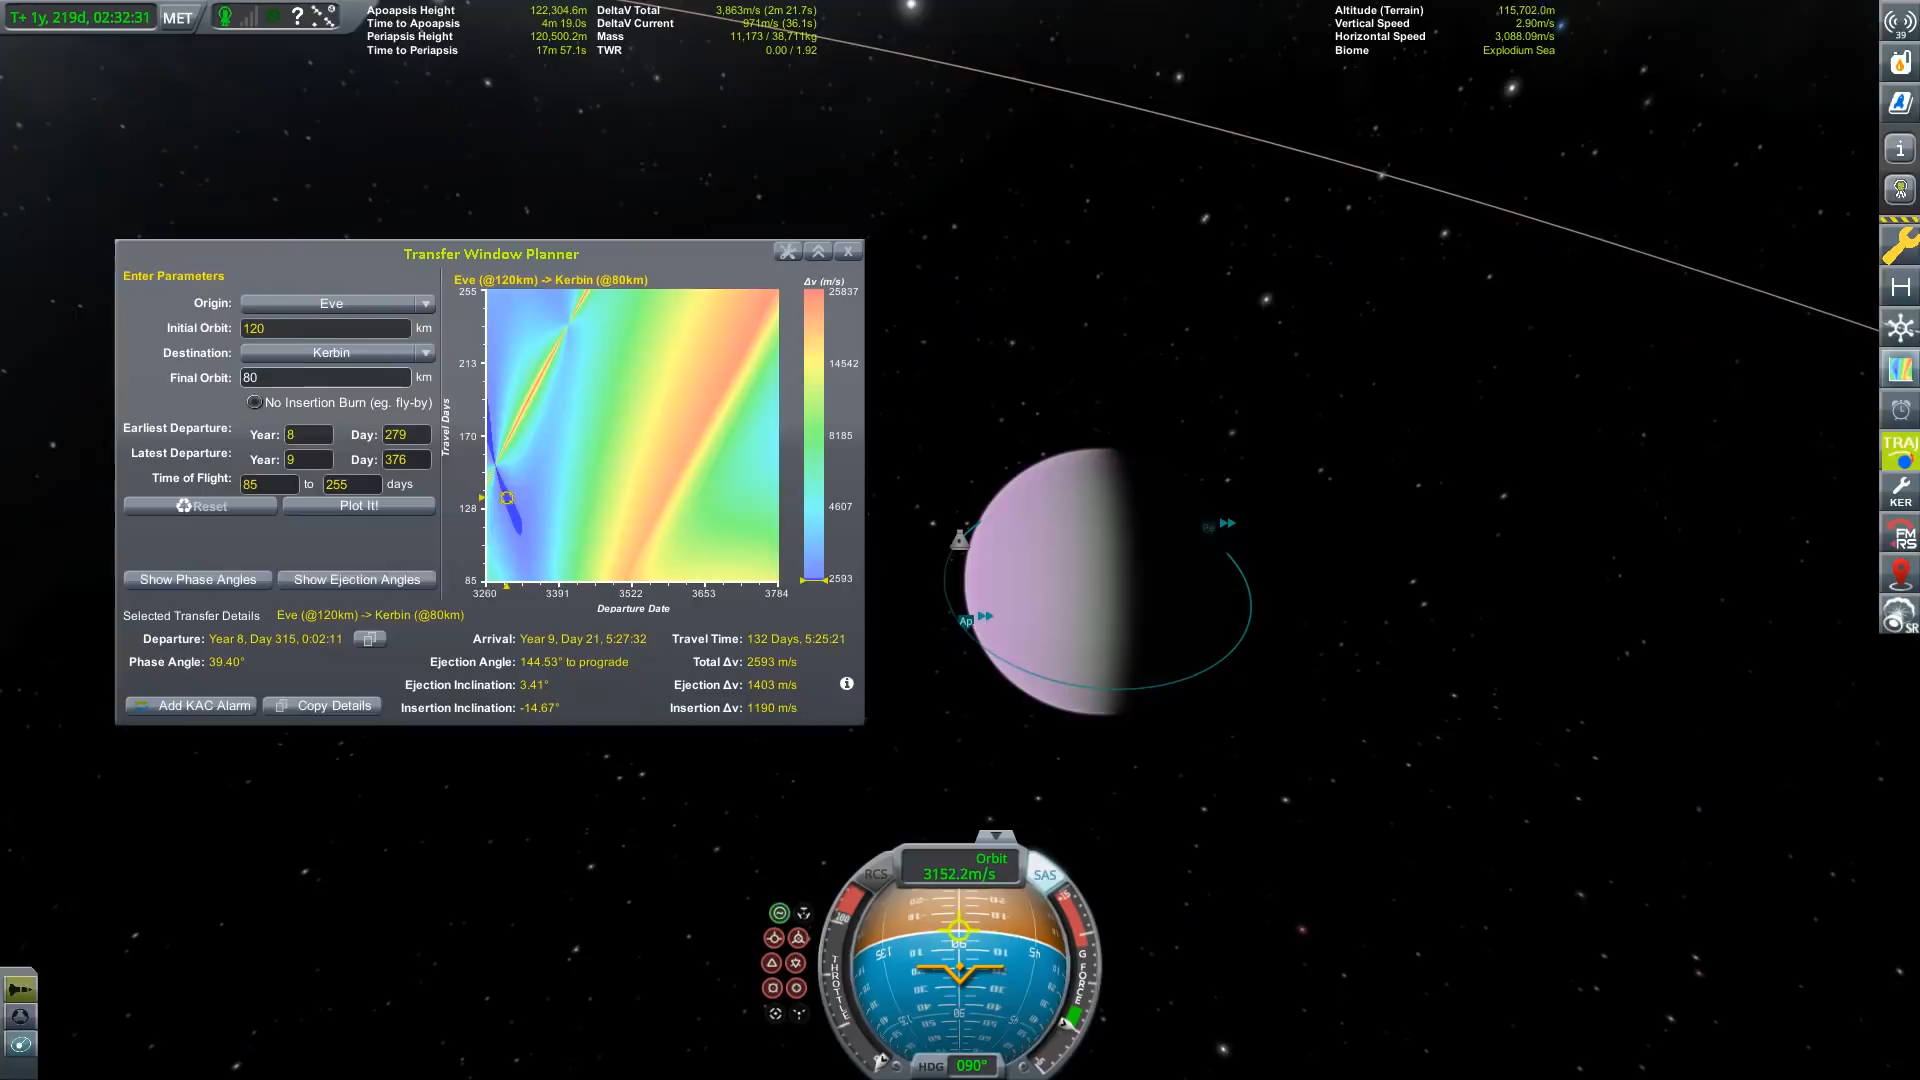 T+ 1y, 219d, 02:32:31 MET ?
Apoapsis Height 122,304.6m
Time to Apoapsis 4m 19.0s
Periapsis Height 120,500.2m
Time to Periapsis 17m 57.1s
DeltaV Total 3,863m/s (2m 21.7s)
DeltaV Current 971m/s (36.1s)
Mass 11,173 / 38,711kg
TWR 0.00 / 1.92
Altitude (Terrain) 115,702.0m
Vertical Speed 2.90m/s
Horizontal Speed 3,088.09m/s
Biome Explodium Sea
39
TRAJ
KER
FM
RS
SR
Transfer Window Planner
X
Enter Parameters
Origin: Eve
Initial Orbit: 120 km
Destination: Kerbin
Final Orbit: 80 km
No Insertion Burn (eg. fly-by)
Earliest Departure: Year: 8 Day: 279
Latest Departure: Year: 9 Day: 376
Time of Flight: 85 to 255 days
Reset Plot It!
Show Phase Angles Show Ejection Angles
Eve (@120km) -> Kerbin (@80km)
Δv (m/s)
255
213
170
128
85
Travel Days
3260 3391 3522 3653 3784
Departure Date
25837
14542
8185
4607
2593
Selected Transfer Details Eve (@120km) -> Kerbin (@80km)
Departure: Year 8, Day 315, 0:02:11 Arrival: Year 9, Day 21, 5:27:32 Travel Time: 132 Days, 5:25:21
Phase Angle: 39.40° Ejection Angle: 144.53° to prograde Total Δv: 2593 m/s
Ejection Inclination: 3.41° Ejection Δv: 1403 m/s
Add KAC Alarm Copy Details Insertion Inclination: -14.67° Insertion Δv: 1190 m/s
Pe
Ap
Orbit
3152.2m/s
RCS SAS
THROTTLE
G FORCE
100
HDG 090°